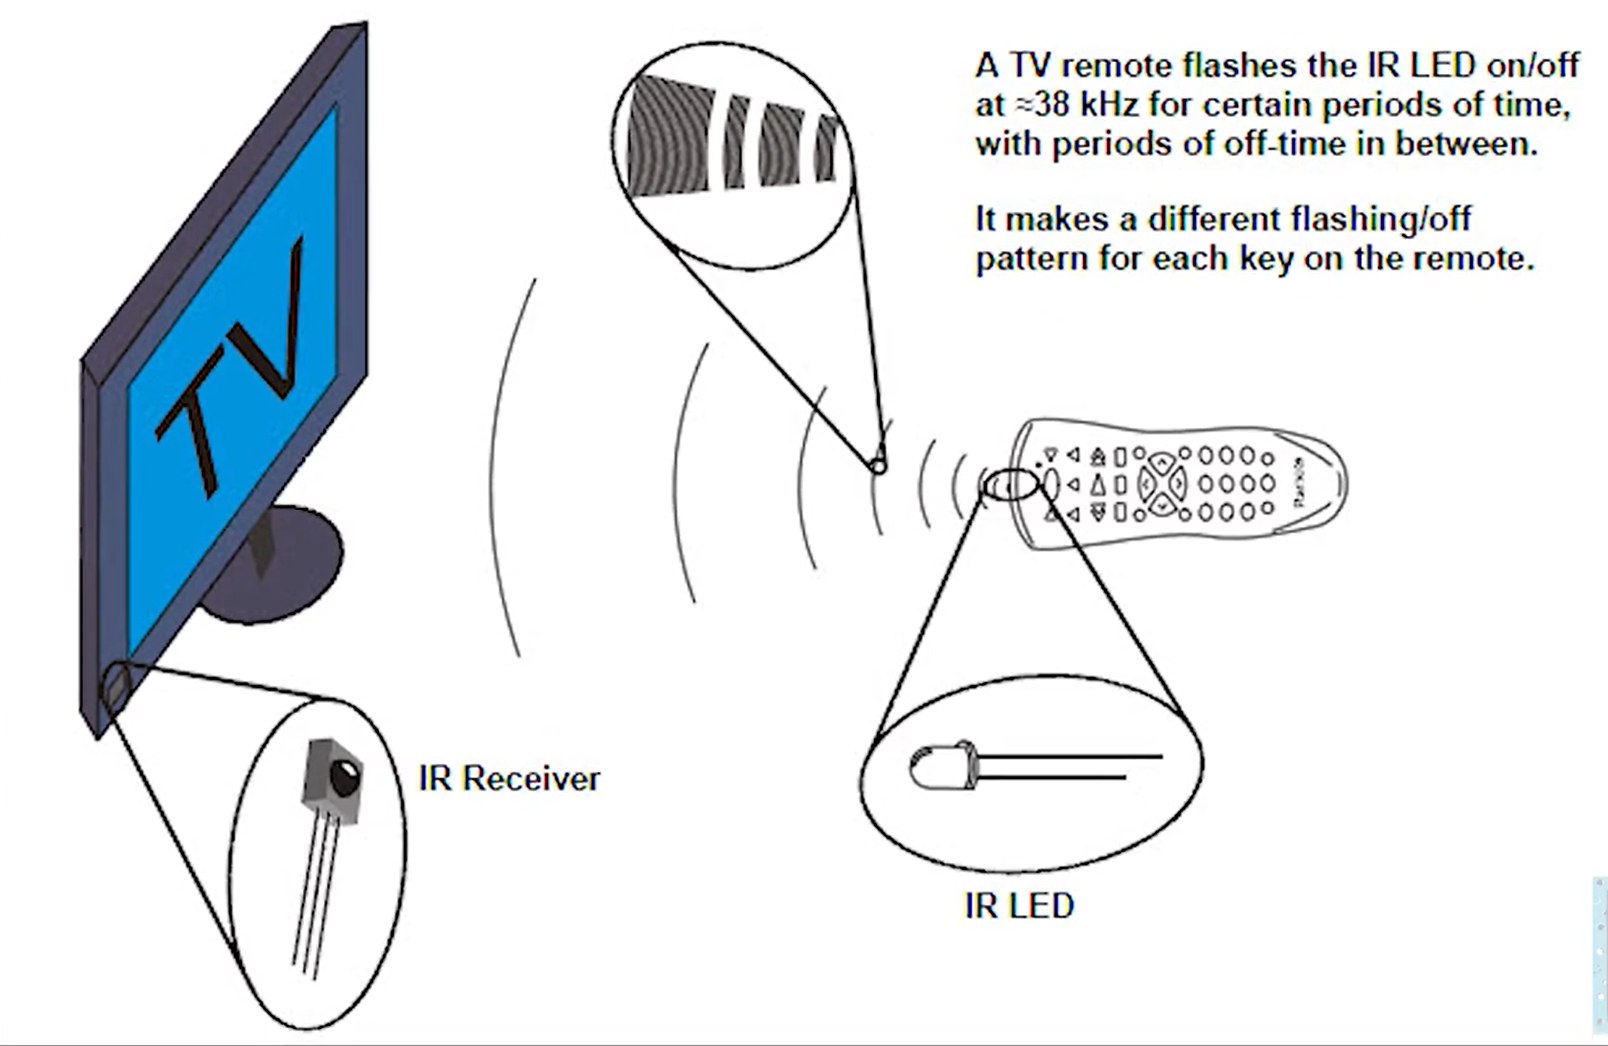 A TV remote flashes the IR LED on/off
at ≈38 kHz for certain periods of time,
with periods of off-time in between.
It makes a different flashing/off
pattern for each key on the remote.
TV
IR Receiver
IR LED